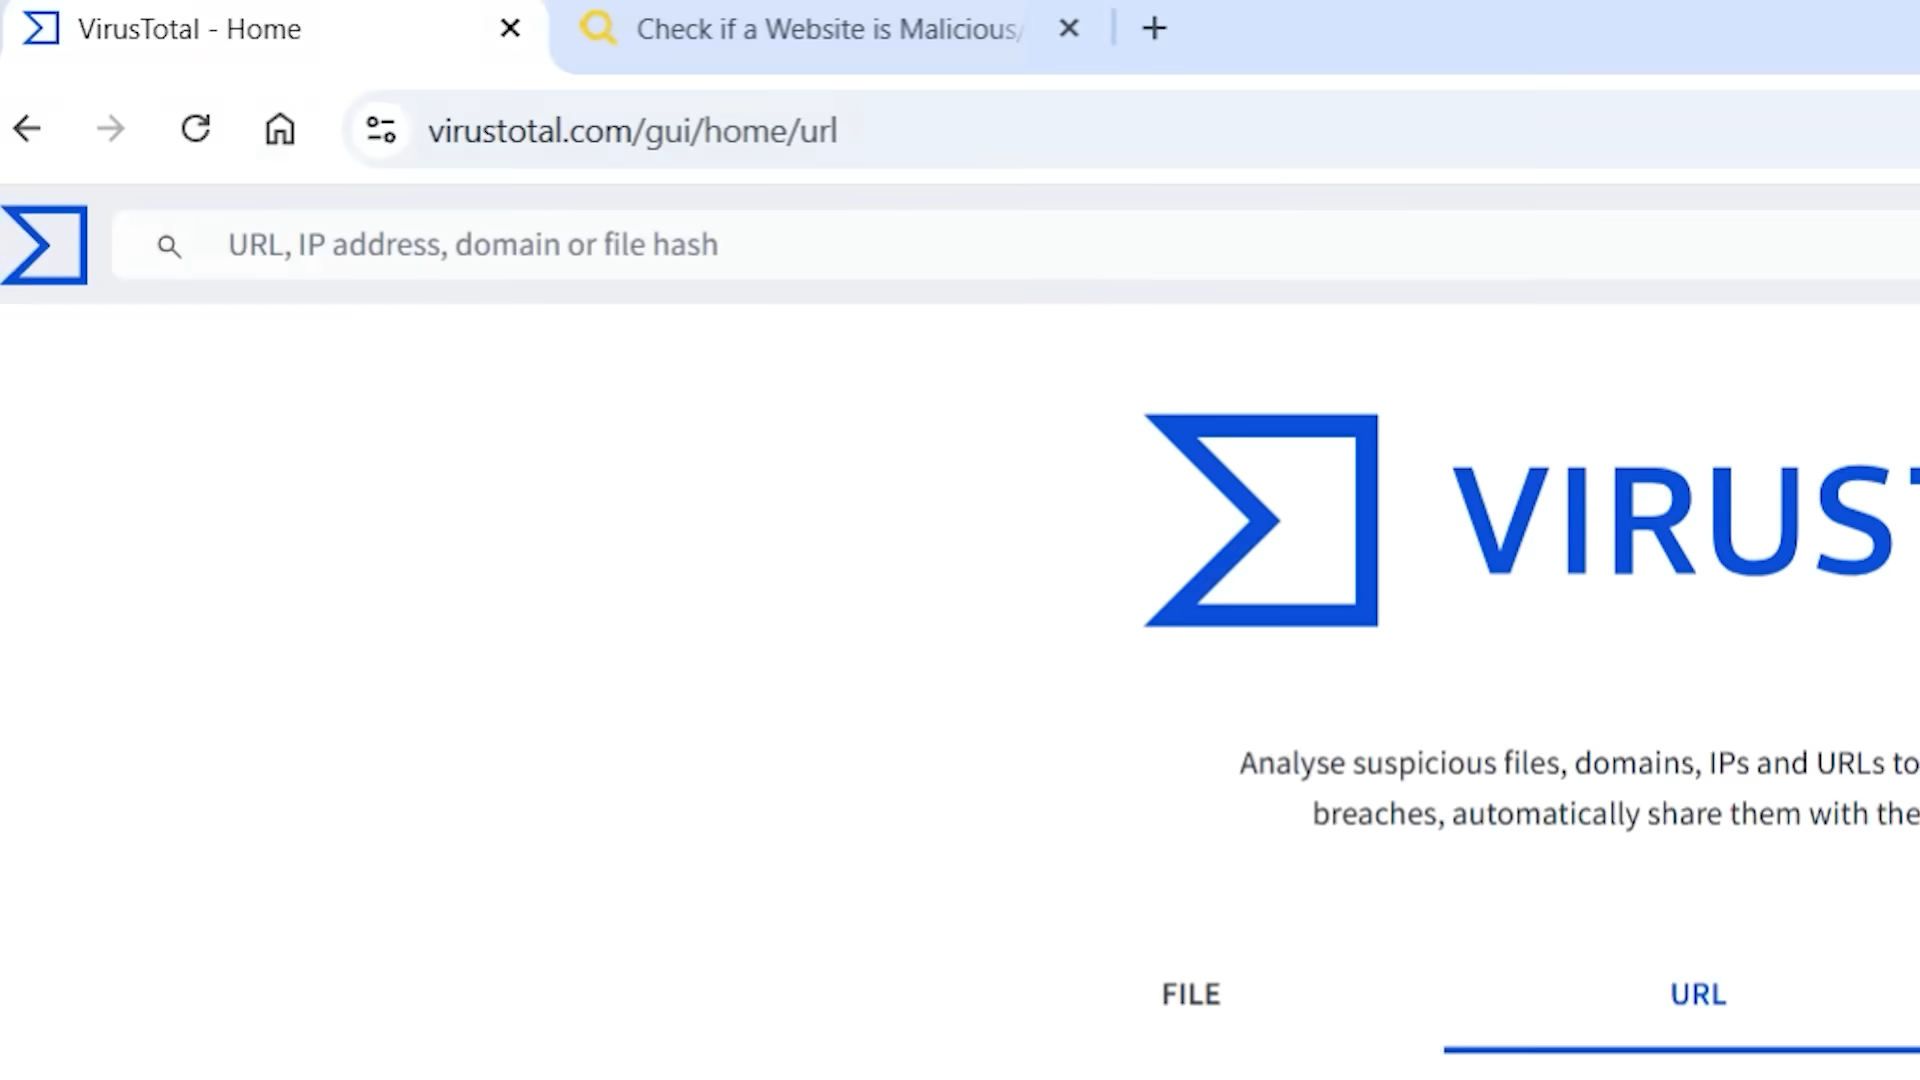 VirusTotal - Home
Check if a Website is Malicious/
virustotal.com/gui/home/url
URL, IP address, domain or file hash
VIRUS
Analyse suspicious files, domains, IPs and URLs to
breaches, automatically share them with the
FILE
URL